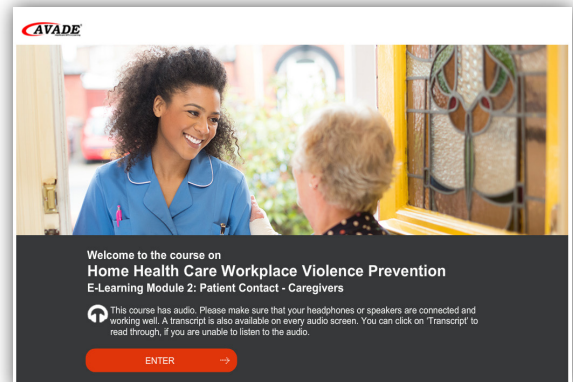 AVADE®
Welcome to the course on
Home Health Care Workplace Violence Prevention
E-Learning Module 2: Patient Contact - Caregivers
This course has audio. Please make sure that your headphones or speakers are connected and
working well. A transcript is also available on every audio screen. You can click on 'Transcript' to
read through, if you are unable to listen to the audio.
ENTER